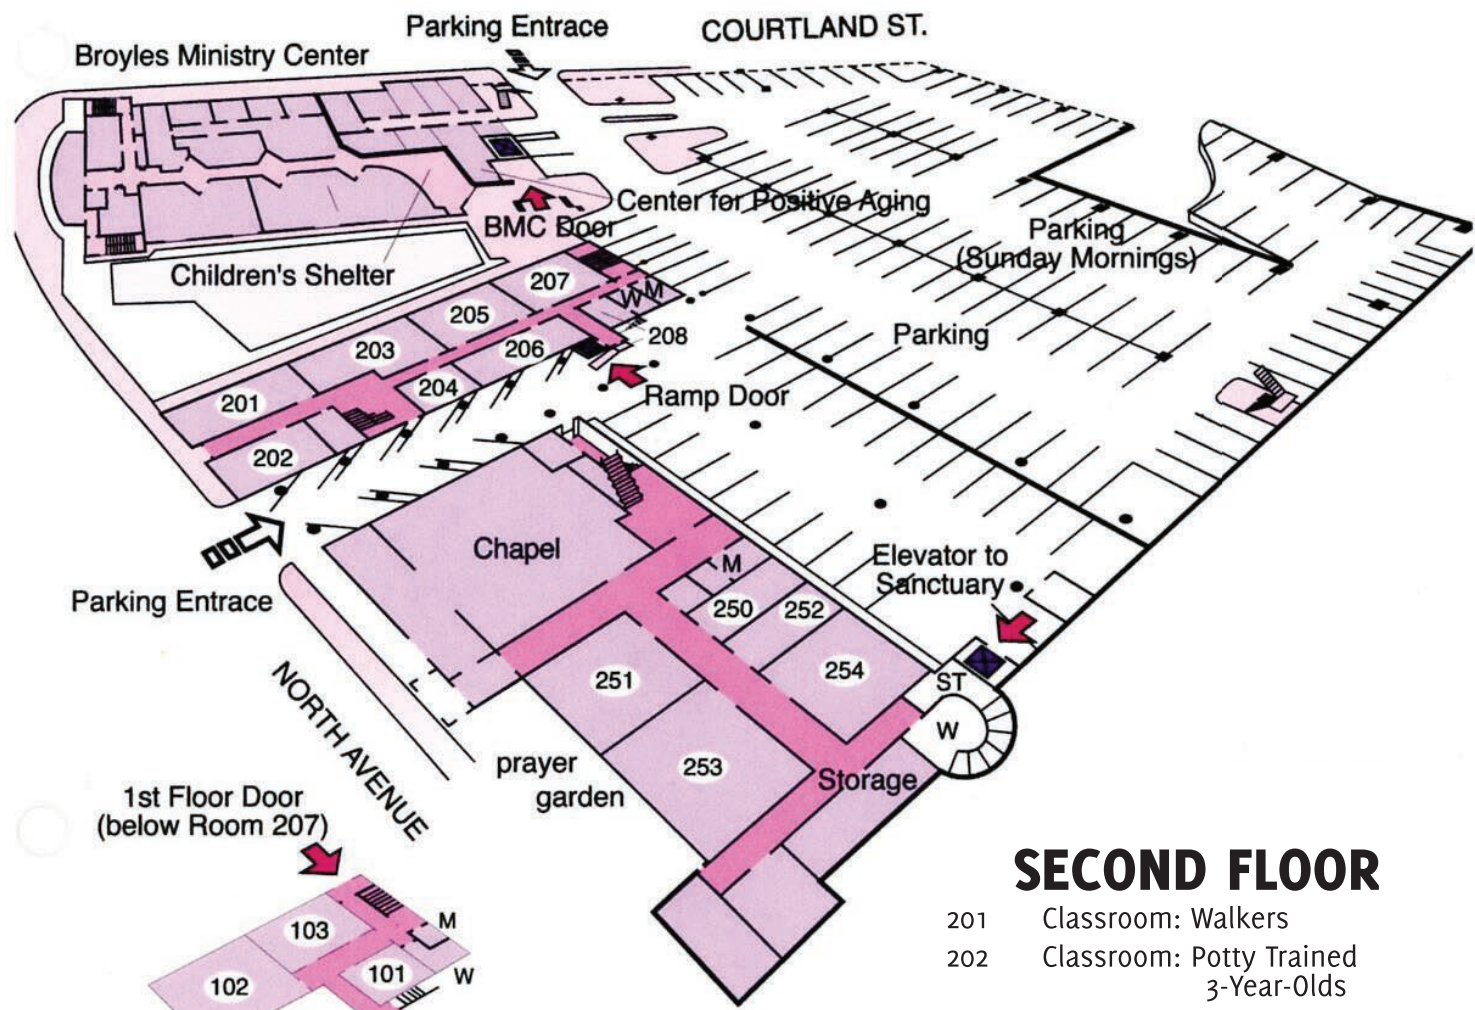 Parking Entrace
COURTLAND ST.
Broyles Ministry Center
Center for Positive Aging
BMC Door
Parking
(Sunday Mornings)
Children's Shelter
207
M
W
205
208
203
206
Parking
204
201
Ramp Door
202
Chapel
Elevator to
Sanctuary
M
Parking Entrace
250
252
254
251
ST
W
NORTH AVENUE
253
Storage
prayer
garden
1st Floor Door
(below Room 207)
103
M
101
W
102
SECOND FLOOR
201 Classroom: Walkers
202 Classroom: Potty Trained
3-Year-Olds